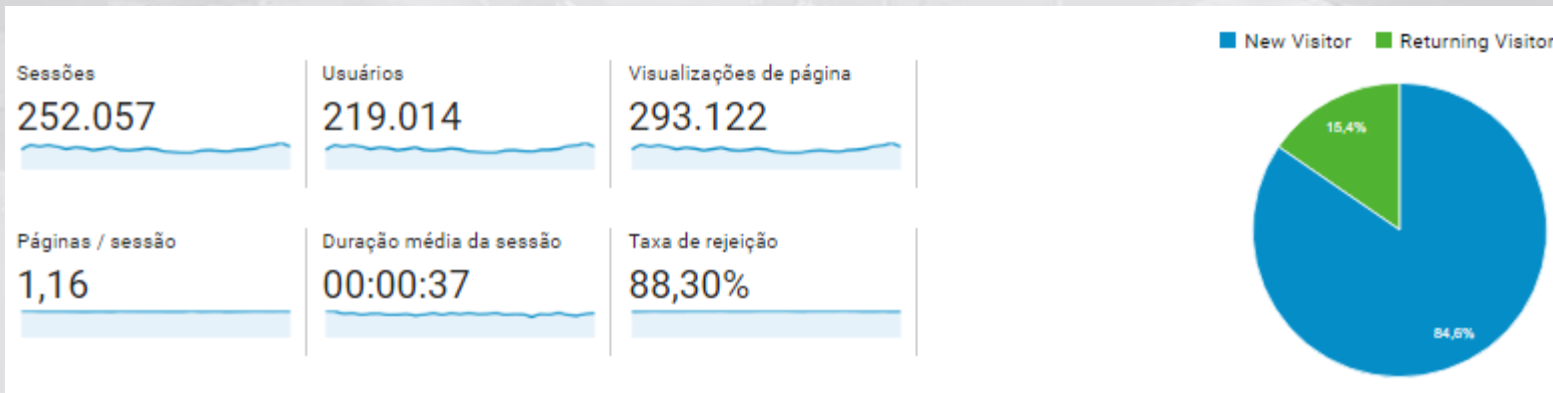 Sessões
252.057
Usuários
219.014
Visualizações de página
293.122
Páginas / sessão
1,16
Duração média da sessão
00:00:37
Taxa de rejeição
88,30%
New Visitor
Returning Visitor
15,4%
84,6%